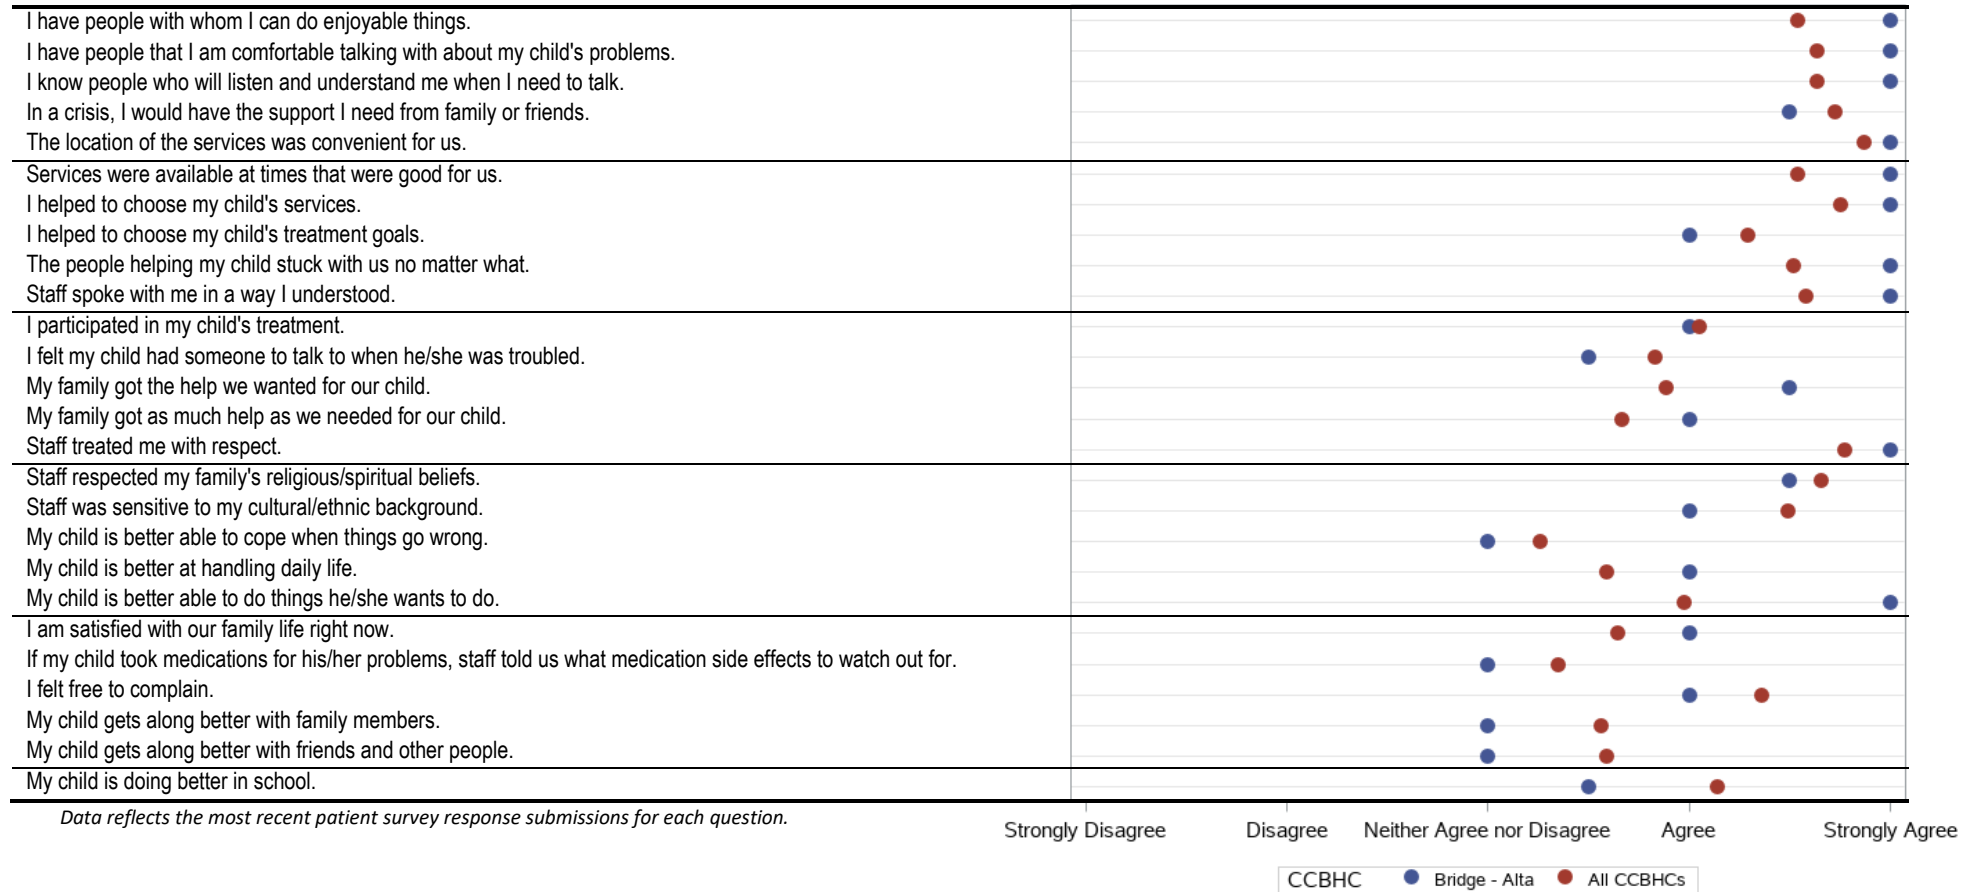 I have people with whom I can do enjoyable things.
I have people that I am comfortable talking with about my child's problems.
I know people who will listen and understand me when I need to talk.
In a crisis, I would have the support I need from family or friends.
The location of the services was convenient for us.
Services were available at times that were good for us.
I helped to choose my child's services.
I helped to choose my child's treatment goals.
The people helping my child stuck with us no matter what.
Staff spoke with me in a way I understood.
I participated in my child's treatment.
I felt my child had someone to talk to when he/she was troubled.
My family got the help we wanted for our child.
My family got as much help as we needed for our child.
Staff treated me with respect.
Staff respected my family's religious/spiritual beliefs.
Staff was sensitive to my cultural/ethnic background.
My child is better able to cope when things go wrong.
My child is better at handling daily life.
My child is better able to do things he/she wants to do.
I am satisfied with our family life right now.
If my child took medications for his/her problems, staff told us what medication side effects to watch out for.
I felt free to complain.
My child gets along better with family members.
My child gets along better with friends and other people.
My child is doing better in school.
Data reflects the most recent patient survey response submissions for each question.
Strongly Disagree Disagree Neither Agree nor Disagree Agree Strongly Agree
CCBHC Bridge - Alta All CCBHCs